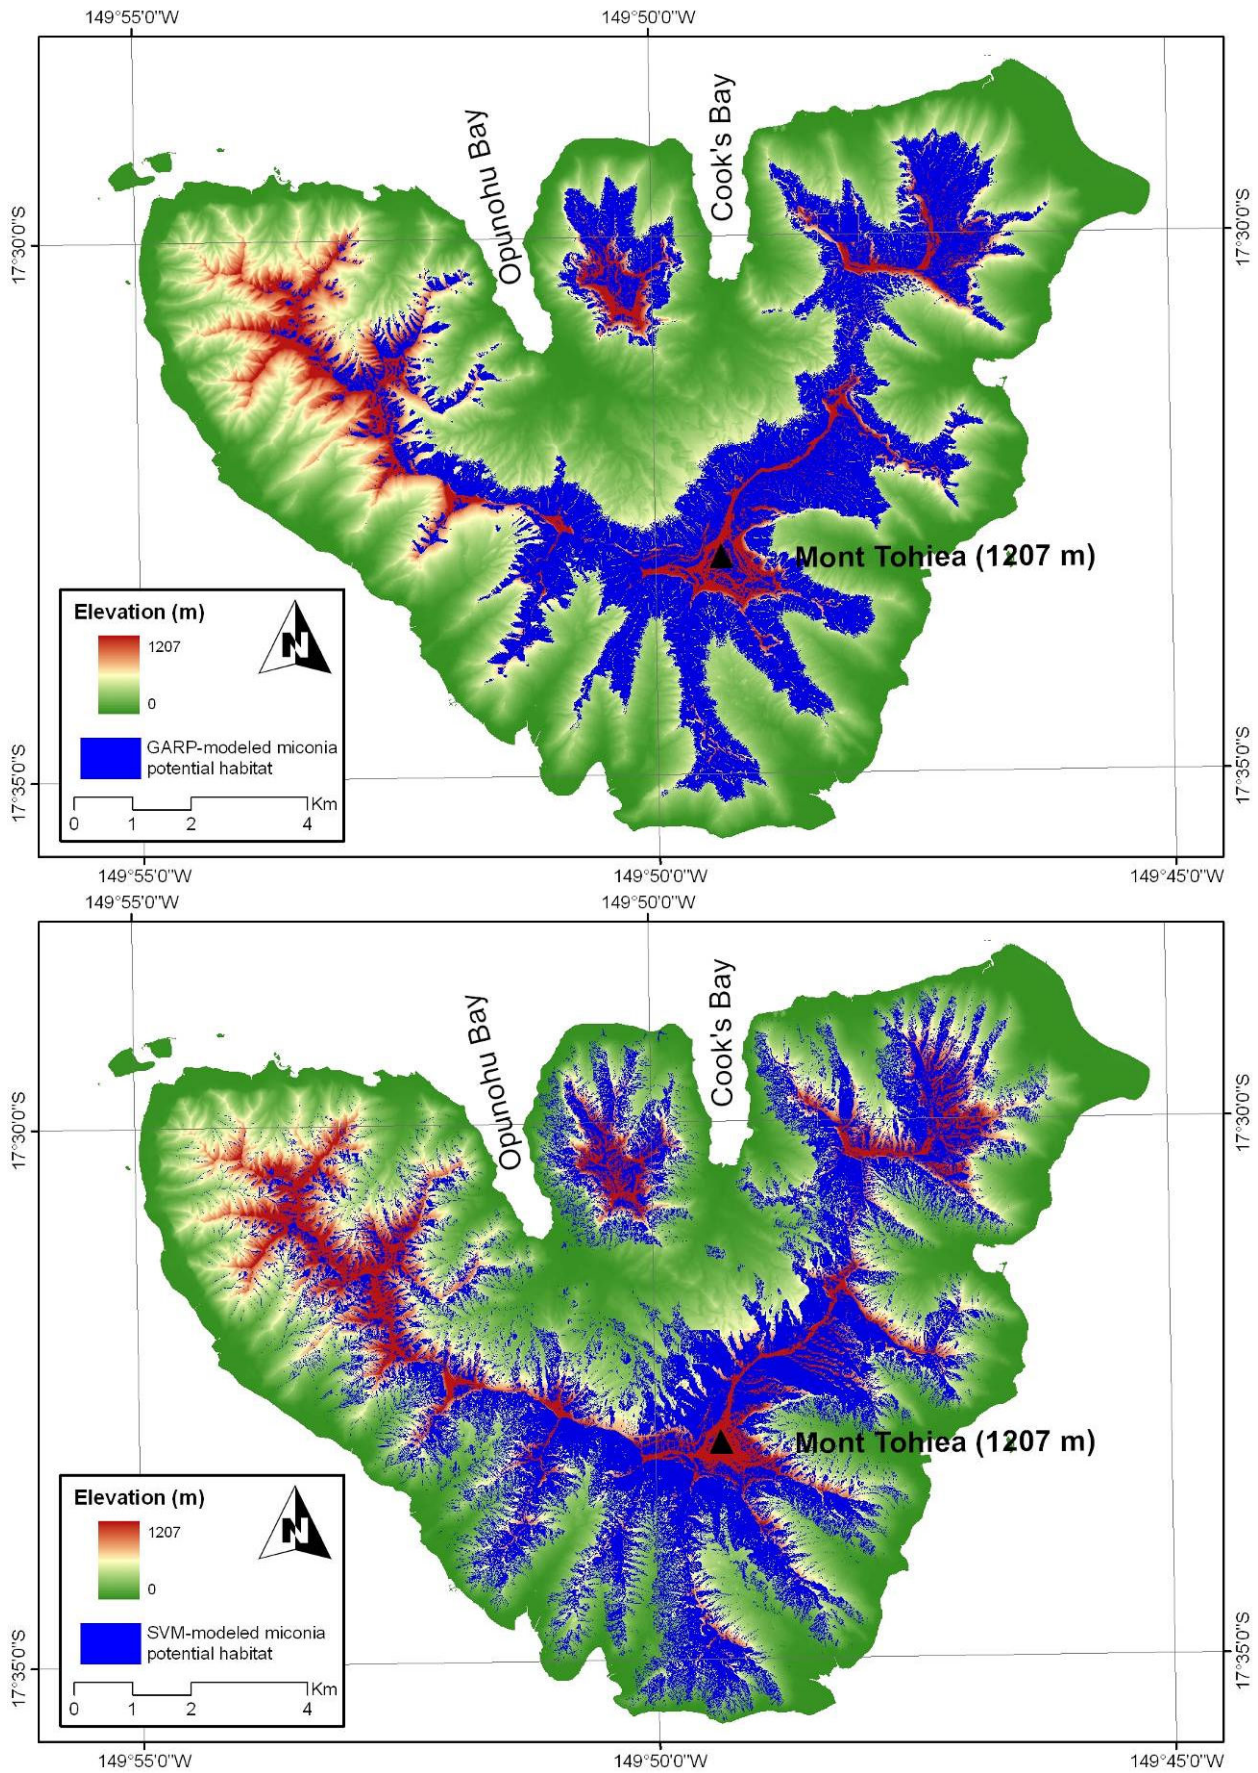 149°55'0"W
149°50'0"W
Opunohu Bay
Cook's Bay
17°30'0"S
17°30'0"S
Mont Tohiea (1207 m)
Elevation (m)
1207
0
N
GARP-modeled miconia
potential habitat
Km
0
1
2
4
17°35'0"S
17°35'0"S
149°55'0"W
149°50'0"W
149°45'0"W
149°55'0"W
149°50'0"W
Opunohu Bay
Cook's Bay
17°30'0"S
17°30'0"S
Mont Tohiea (1207 m)
Elevation (m)
1207
0
N
SVM-modeled miconia
potential habitat
Km
0
1
2
4
17°35'0"S
17°35'0"S
149°55'0"W
149°50'0"W
149°45'0"W